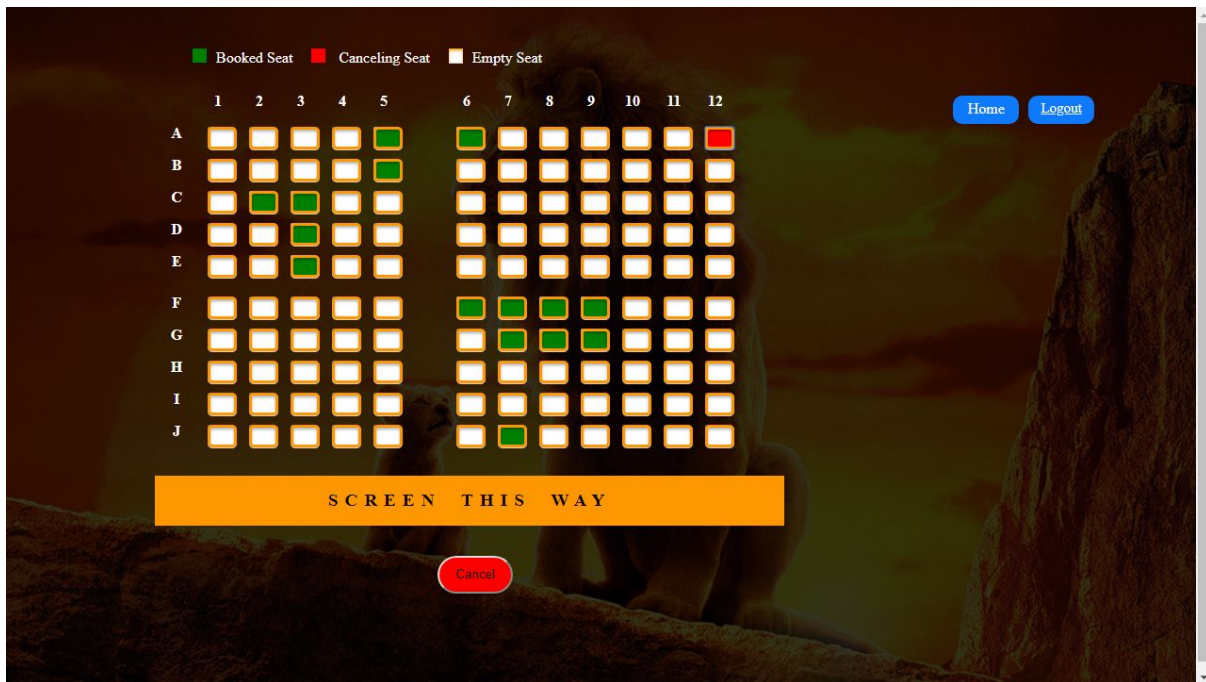 Booked Seat Canceling Seat Empty Seat
1 2 3 4 5 6 7 8 9 10 11 12
Home Logout
A
B
C
D
E
F
G
H
I
J
SCREEN THIS WAY
Cancel